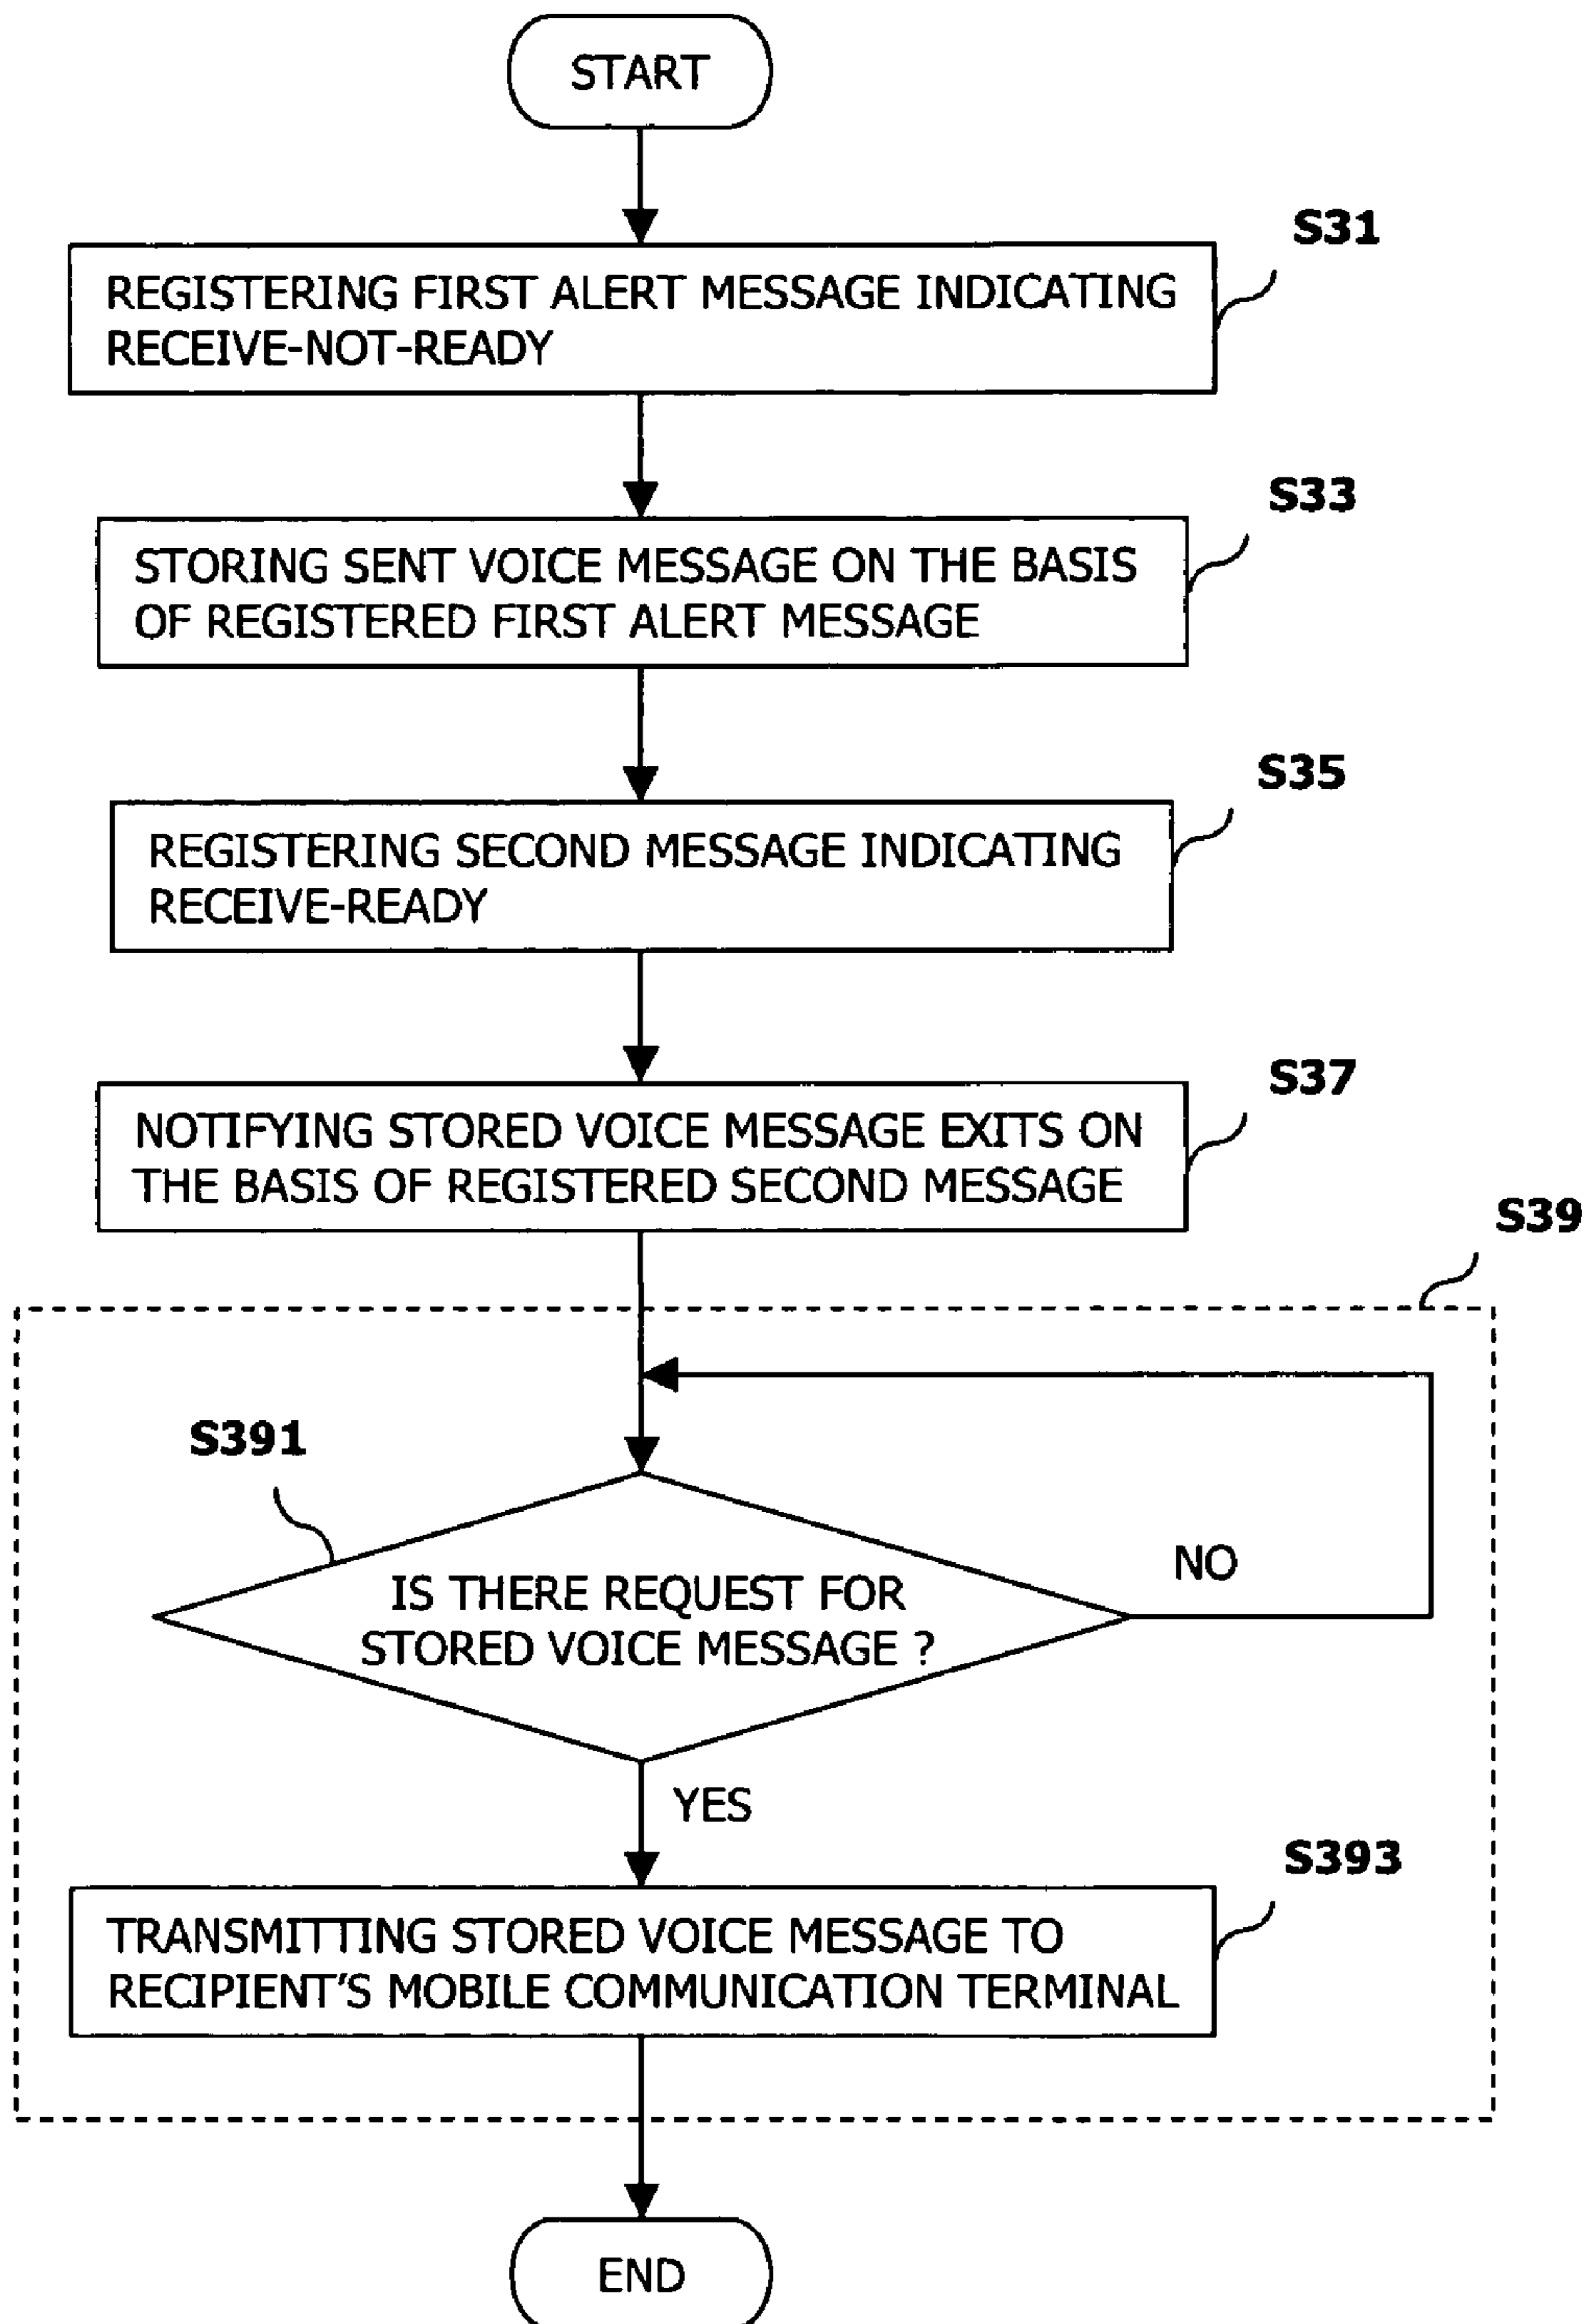 START
S31
REGISTERING FIRST ALERT MESSAGE INDICATING
RECEIVE-NOT-READY
S33
STORING SENT VOICE MESSAGE ON THE BASIS
OF REGISTERED FIRST ALERT MESSAGE
S35
REGISTERING SECOND MESSAGE INDICATING
RECEIVE-READY
S37
NOTIFYING STORED VOICE MESSAGE EXITS ON
THE BASIS OF REGISTERED SECOND MESSAGE
S39
S391
IS THERE REQUEST FOR
STORED VOICE MESSAGE ?
NO
YES
S393
TRANSMITTING STORED VOICE MESSAGE TO
RECIPIENT'S MOBILE COMMUNICATION TERMINAL
END